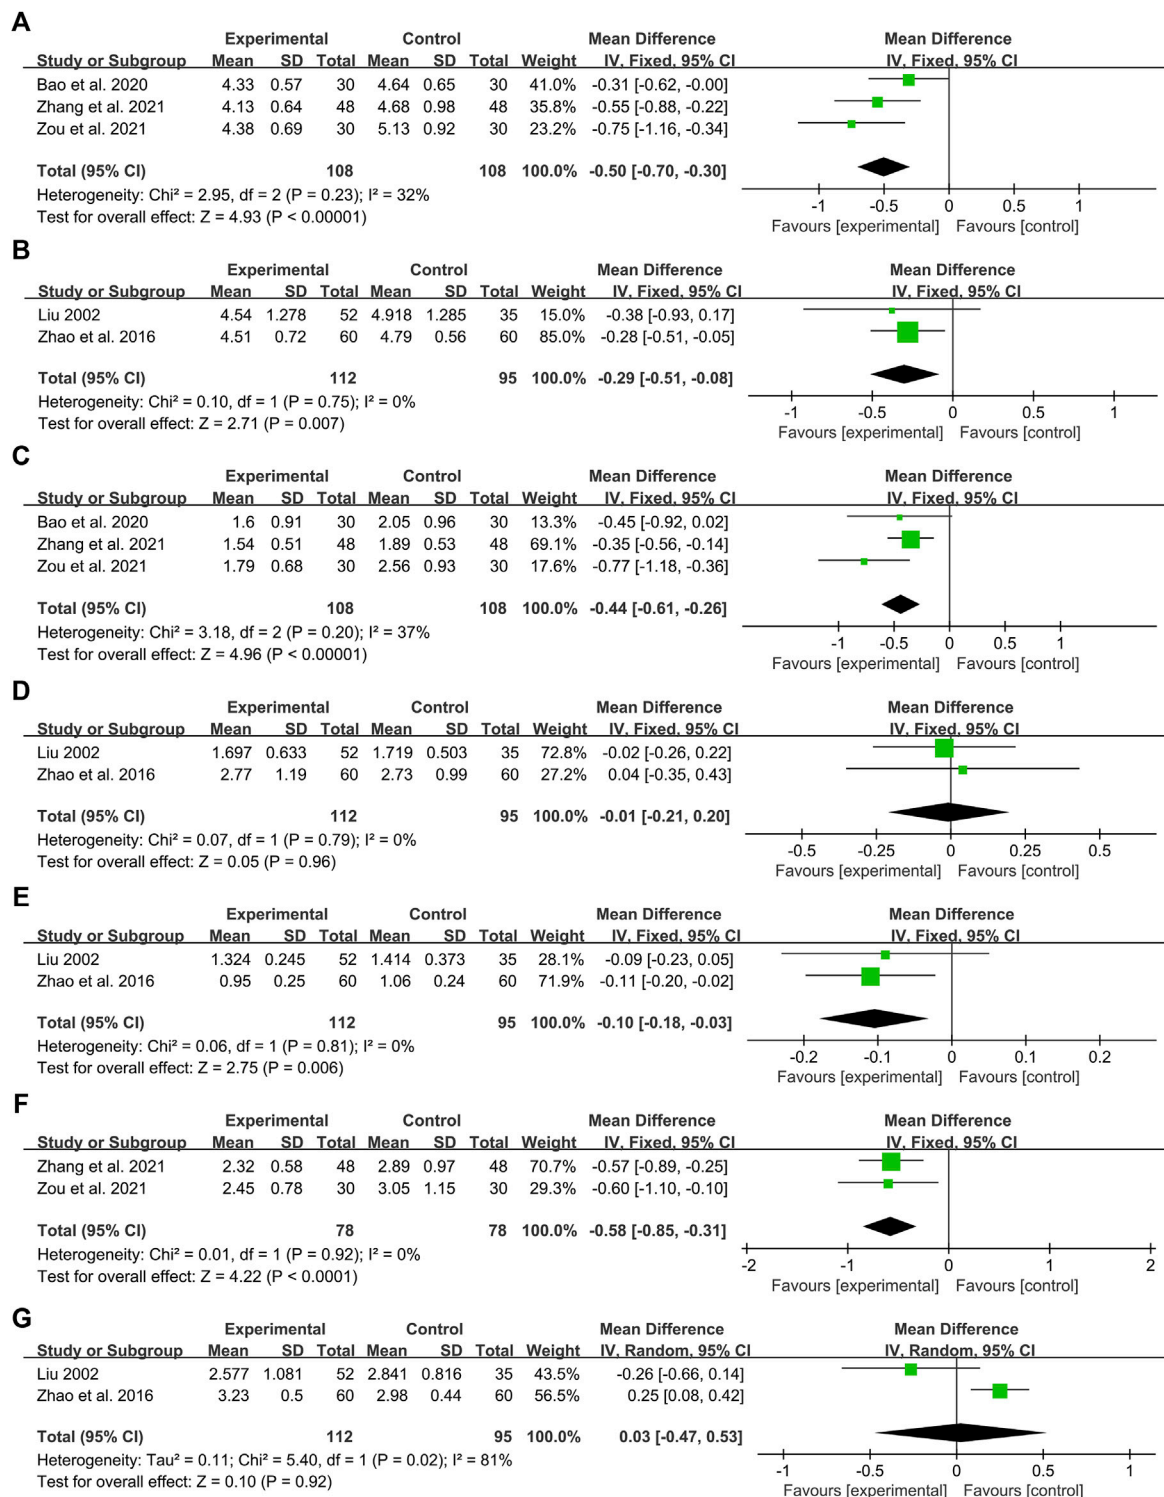 A
Experimental Control Mean Difference Mean Difference
Study or Subgroup Mean SD Total Mean SD Total Weight IV, Fixed, 95% CI IV, Fixed, 95% CI
Bao et al. 2020 4.33 0.57 30 4.64 0.65 30 41.0% -0.31 [-0.62, -0.00]
Zhang et al. 2021 4.13 0.64 48 4.68 0.98 48 35.8% -0.55 [-0.88, -0.22]
Zou et al. 2021 4.38 0.69 30 5.13 0.92 30 23.2% -0.75 [-1.16, -0.34]
Total (95% CI) 108 108 100.0% -0.50 [-0.70, -0.30]
Heterogeneity: Chi² = 2.95, df = 2 (P = 0.23); I² = 32%
Test for overall effect: Z = 4.93 (P < 0.00001)
-1 -0.5 0 0.5 1
Favours [experimental] Favours [control]
B
Experimental Control Mean Difference Mean Difference
Study or Subgroup Mean SD Total Mean SD Total Weight IV, Fixed, 95% CI IV, Fixed, 95% CI
Liu 2002 4.54 1.278 52 4.918 1.285 35 15.0% -0.38 [-0.93, 0.17]
Zhao et al. 2016 4.51 0.72 60 4.79 0.56 60 85.0% -0.28 [-0.51, -0.05]
Total (95% CI) 112 95 100.0% -0.29 [-0.51, -0.08]
Heterogeneity: Chi² = 0.10, df = 1 (P = 0.75); I² = 0%
Test for overall effect: Z = 2.71 (P = 0.007)
-1 -0.5 0 0.5 1
Favours [experimental] Favours [control]
C
Experimental Control Mean Difference Mean Difference
Study or Subgroup Mean SD Total Mean SD Total Weight IV, Fixed, 95% CI IV, Fixed, 95% CI
Bao et al. 2020 1.6 0.91 30 2.05 0.96 30 13.3% -0.45 [-0.92, 0.02]
Zhang et al. 2021 1.54 0.51 48 1.89 0.53 48 69.1% -0.35 [-0.56, -0.14]
Zou et al. 2021 1.79 0.68 30 2.56 0.93 30 17.6% -0.77 [-1.18, -0.36]
Total (95% CI) 108 108 100.0% -0.44 [-0.61, -0.26]
Heterogeneity: Chi² = 3.18, df = 2 (P = 0.20); I² = 37%
Test for overall effect: Z = 4.96 (P < 0.00001)
-1 -0.5 0 0.5 1
Favours [experimental] Favours [control]
D
Experimental Control Mean Difference Mean Difference
Study or Subgroup Mean SD Total Mean SD Total Weight IV, Fixed, 95% CI IV, Fixed, 95% CI
Liu 2002 1.697 0.633 52 1.719 0.503 35 72.8% -0.02 [-0.26, 0.22]
Zhao et al. 2016 2.77 1.19 60 2.73 0.99 60 27.2% 0.04 [-0.35, 0.43]
Total (95% CI) 112 95 100.0% -0.01 [-0.21, 0.20]
Heterogeneity: Chi² = 0.07, df = 1 (P = 0.79); I² = 0%
Test for overall effect: Z = 0.05 (P = 0.96)
-0.5 -0.25 0 0.25 0.5
Favours [experimental] Favours [control]
E
Experimental Control Mean Difference Mean Difference
Study or Subgroup Mean SD Total Mean SD Total Weight IV, Fixed, 95% CI IV, Fixed, 95% CI
Liu 2002 1.324 0.245 52 1.414 0.373 35 28.1% -0.09 [-0.23, 0.05]
Zhao et al. 2016 0.95 0.25 60 1.06 0.24 60 71.9% -0.11 [-0.20, -0.02]
Total (95% CI) 112 95 100.0% -0.10 [-0.18, -0.03]
Heterogeneity: Chi² = 0.06, df = 1 (P = 0.81); I² = 0%
Test for overall effect: Z = 2.75 (P = 0.006)
-0.2 -0.1 0 0.1 0.2
Favours [experimental] Favours [control]
F
Experimental Control Mean Difference Mean Difference
Study or Subgroup Mean SD Total Mean SD Total Weight IV, Fixed, 95% CI IV, Fixed, 95% CI
Zhang et al. 2021 2.32 0.58 48 2.89 0.97 48 70.7% -0.57 [-0.89, -0.25]
Zou et al. 2021 2.45 0.78 30 3.05 1.15 30 29.3% -0.60 [-1.10, -0.10]
Total (95% CI) 78 78 100.0% -0.58 [-0.85, -0.31]
Heterogeneity: Chi² = 0.01, df = 1 (P = 0.92); I² = 0%
Test for overall effect: Z = 4.22 (P < 0.0001)
-2 -1 0 1 2
Favours [experimental] Favours [control]
G
Experimental Control Mean Difference Mean Difference
Study or Subgroup Mean SD Total Mean SD Total Weight IV, Random, 95% CI IV, Random, 95% CI
Liu 2002 2.577 1.081 52 2.841 0.816 35 43.5% -0.26 [-0.66, 0.14]
Zhao et al. 2016 3.23 0.5 60 2.98 0.44 60 56.5% 0.25 [0.08, 0.42]
Total (95% CI) 112 95 100.0% 0.03 [-0.47, 0.53]
Heterogeneity: Tau² = 0.11; Chi² = 5.40, df = 1 (P = 0.02); I² = 81%
Test for overall effect: Z = 0.10 (P = 0.92)
-1 -0.5 0 0.5 1
Favours [experimental] Favours [control]